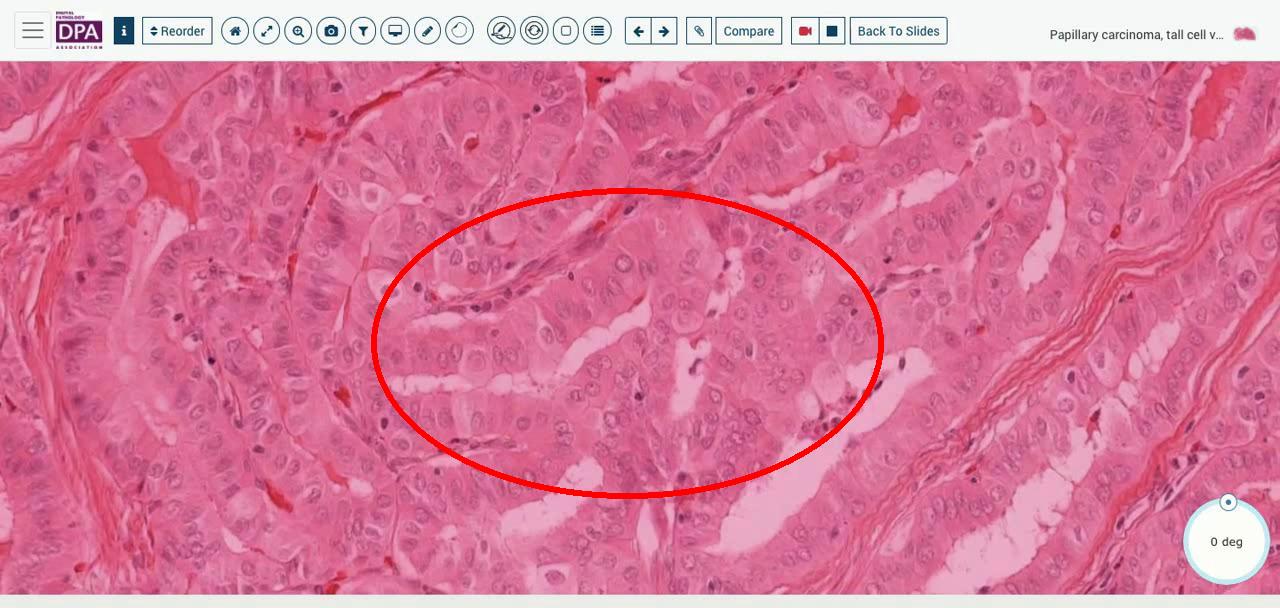 DIGITAL PATHOLOGY
DPA
ASSOCIATION
i
Reorder
Compare
Back To Slides
Papillary carcinoma, tall cell v...
0 deg